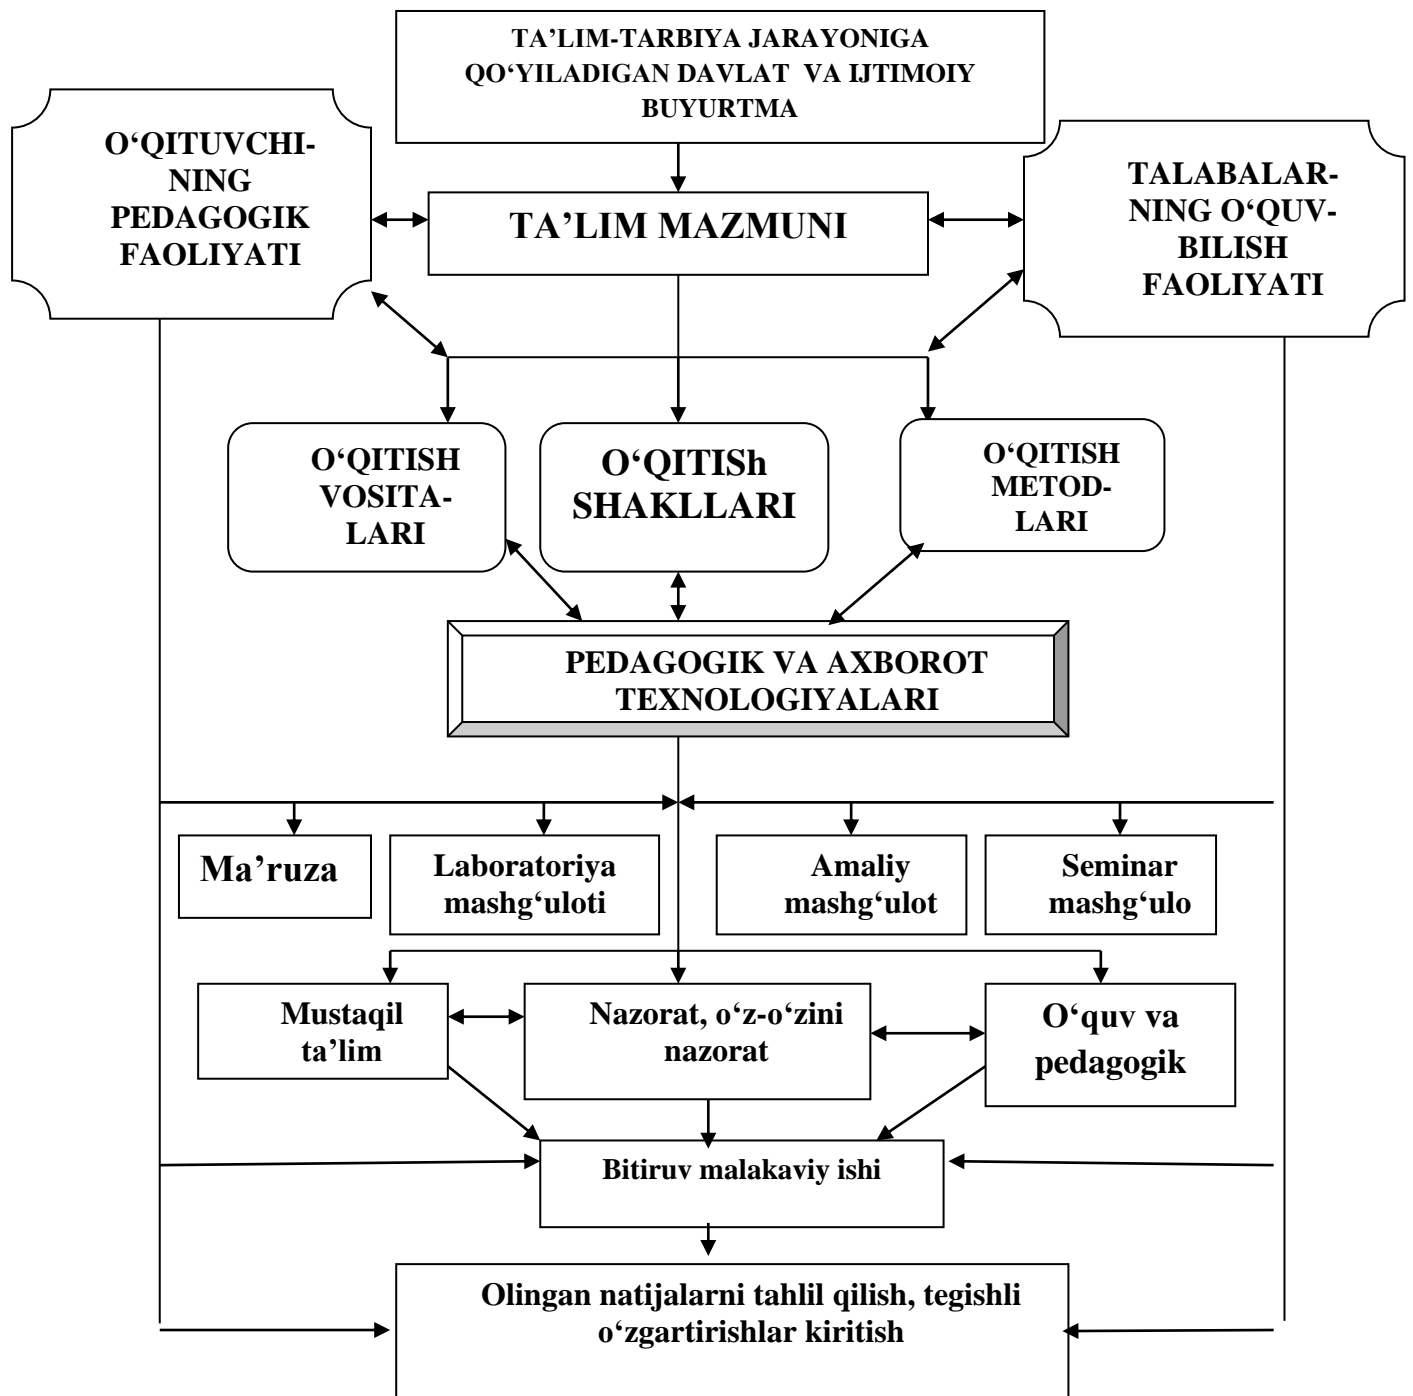 TA’LIM-TARBIYA JARAYONIGA
QO‘YILADIGAN DAVLAT VA IJTIMOIY
BUYURTMA
O‘QITUVCHI-
NING
PEDAGOGIK
FAOLIYATI
TA’LIM MAZMUNI
TALABALAR-
NING O‘QUV-
BILISH
FAOLIYATI
O‘QITISH
VOSITA-
LARI
O‘QITISh
SHAKLLARI
O‘QITISH
METOD-
LARI
PEDAGOGIK VA AXBOROT
TEXNOLOGIYALARI
Ma’ruza
Laboratoriya
mashg‘uloti
Amaliy
mashg‘ulot
Seminar
mashg‘ulo
Mustaqil
ta’lim
Nazorat, o‘z-o‘zini
nazorat
O‘quv va
pedagogik
Bitiruv malakaviy ishi
Olingan natijalarni tahlil qilish, tegishli
o‘zgartirishlar kiritish